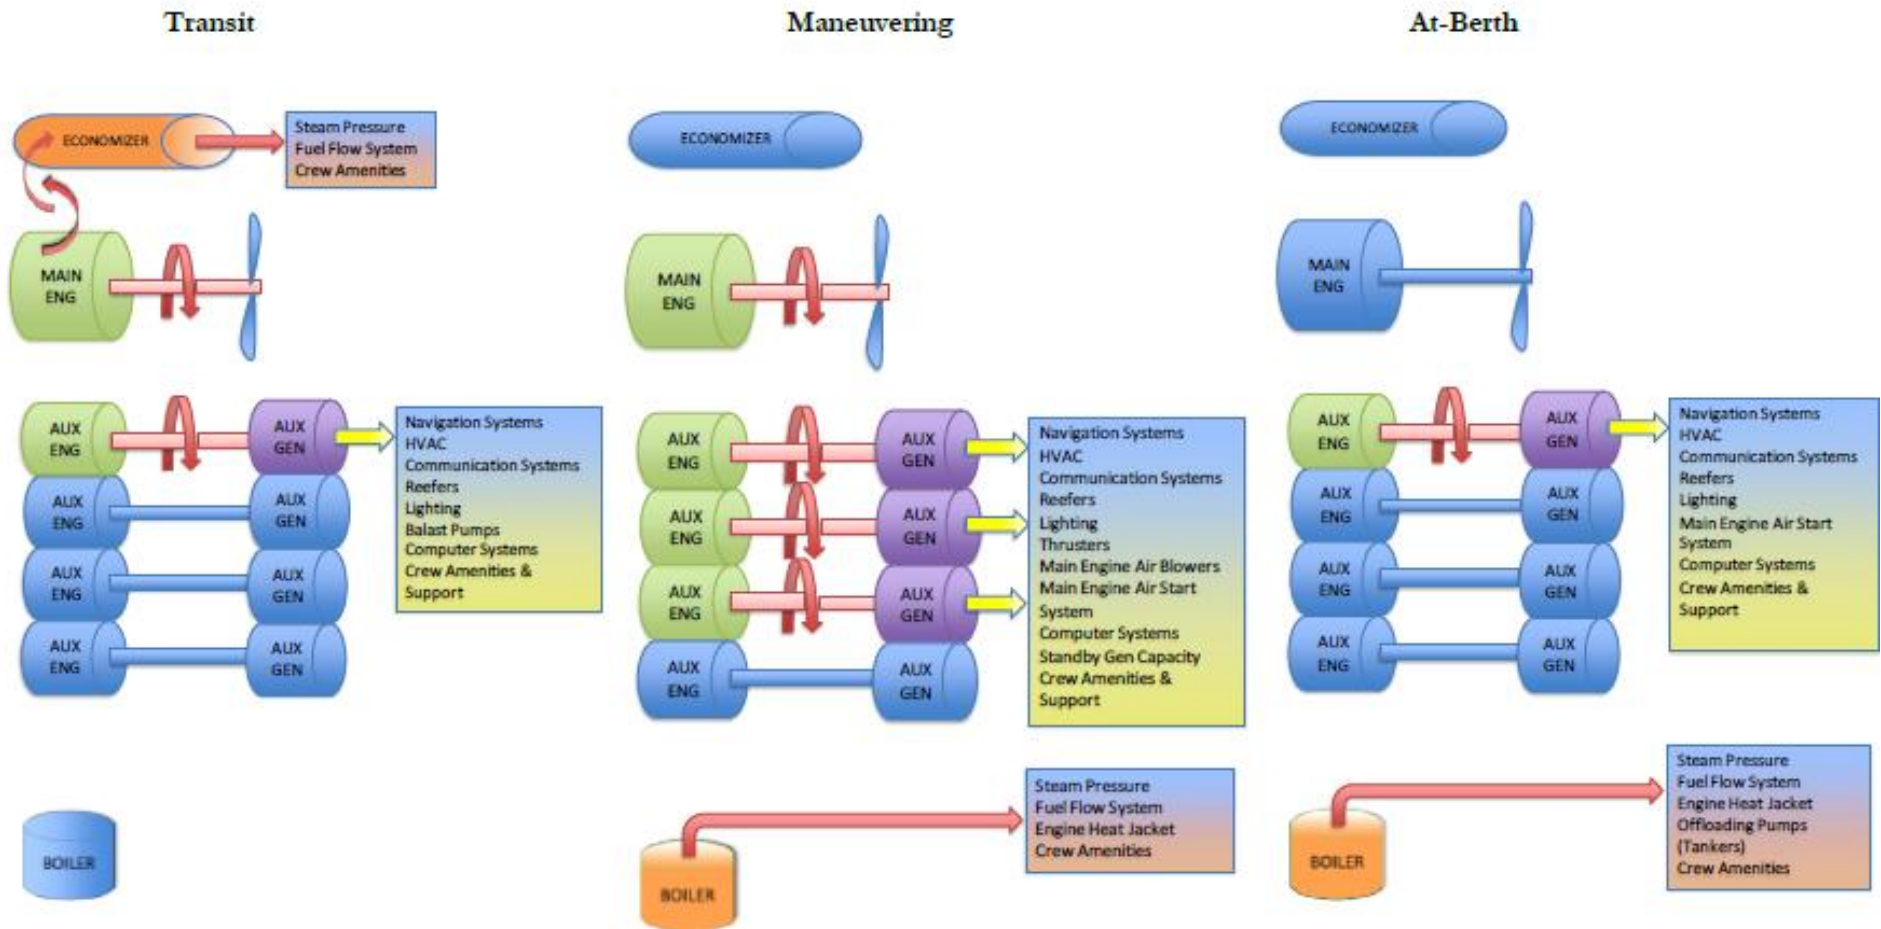 Transit
ECONOMIZER
Steam Pressure
Fuel Flow System
Crew Amenities
MAIN
ENG
AUX
ENG
AUX
GEN
Navigation Systems
HVAC
Communication Systems
Reefers
Lighting
Balast Pumps
Computer Systems
Crew Amenities &
Support
AUX
ENG
AUX
GEN
AUX
ENG
AUX
GEN
AUX
ENG
AUX
GEN
BOILER
Maneuvering
ECONOMIZER
MAIN
ENG
AUX
ENG
AUX
GEN
AUX
ENG
AUX
GEN
AUX
ENG
AUX
GEN
AUX
ENG
AUX
GEN
Navigation Systems
HVAC
Communication Systems
Reefers
Lighting
Thrusters
Main Engine Air Blowers
Main Engine Air Start
System
Computer Systems
Standby Gen Capacity
Crew Amenities &
Support
BOILER
Steam Pressure
Fuel Flow System
Engine Heat Jacket
Crew Amenities
At-Berth
ECONOMIZER
MAIN
ENG
AUX
ENG
AUX
GEN
Navigation Systems
HVAC
Communication Systems
Reefers
Lighting
Main Engine Air Start
System
Computer Systems
Crew Amenities &
Support
AUX
ENG
AUX
GEN
AUX
ENG
AUX
GEN
AUX
ENG
AUX
GEN
BOILER
Steam Pressure
Fuel Flow System
Engine Heat Jacket
Offloading Pumps
(Tankers)
Crew Amenities